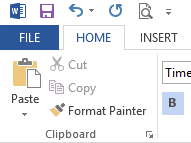 FILE HOME INSERT
Cut
Copy
Paste
Format Painter
Clipboard
Time
B